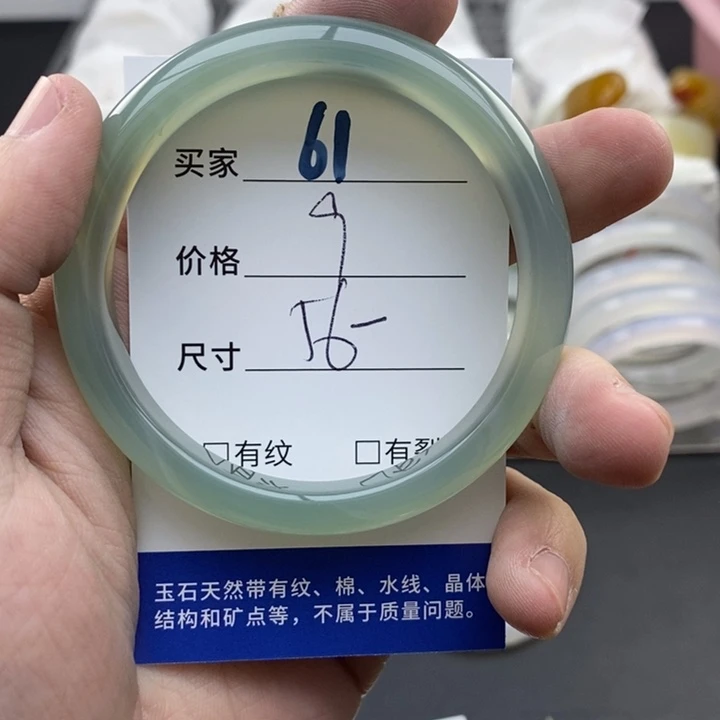 买家 61
价格
尺寸 56
□有纹 □有裂
玉石天然带有纹、棉、水线、晶体
结构和矿点等，不属于质量问题。